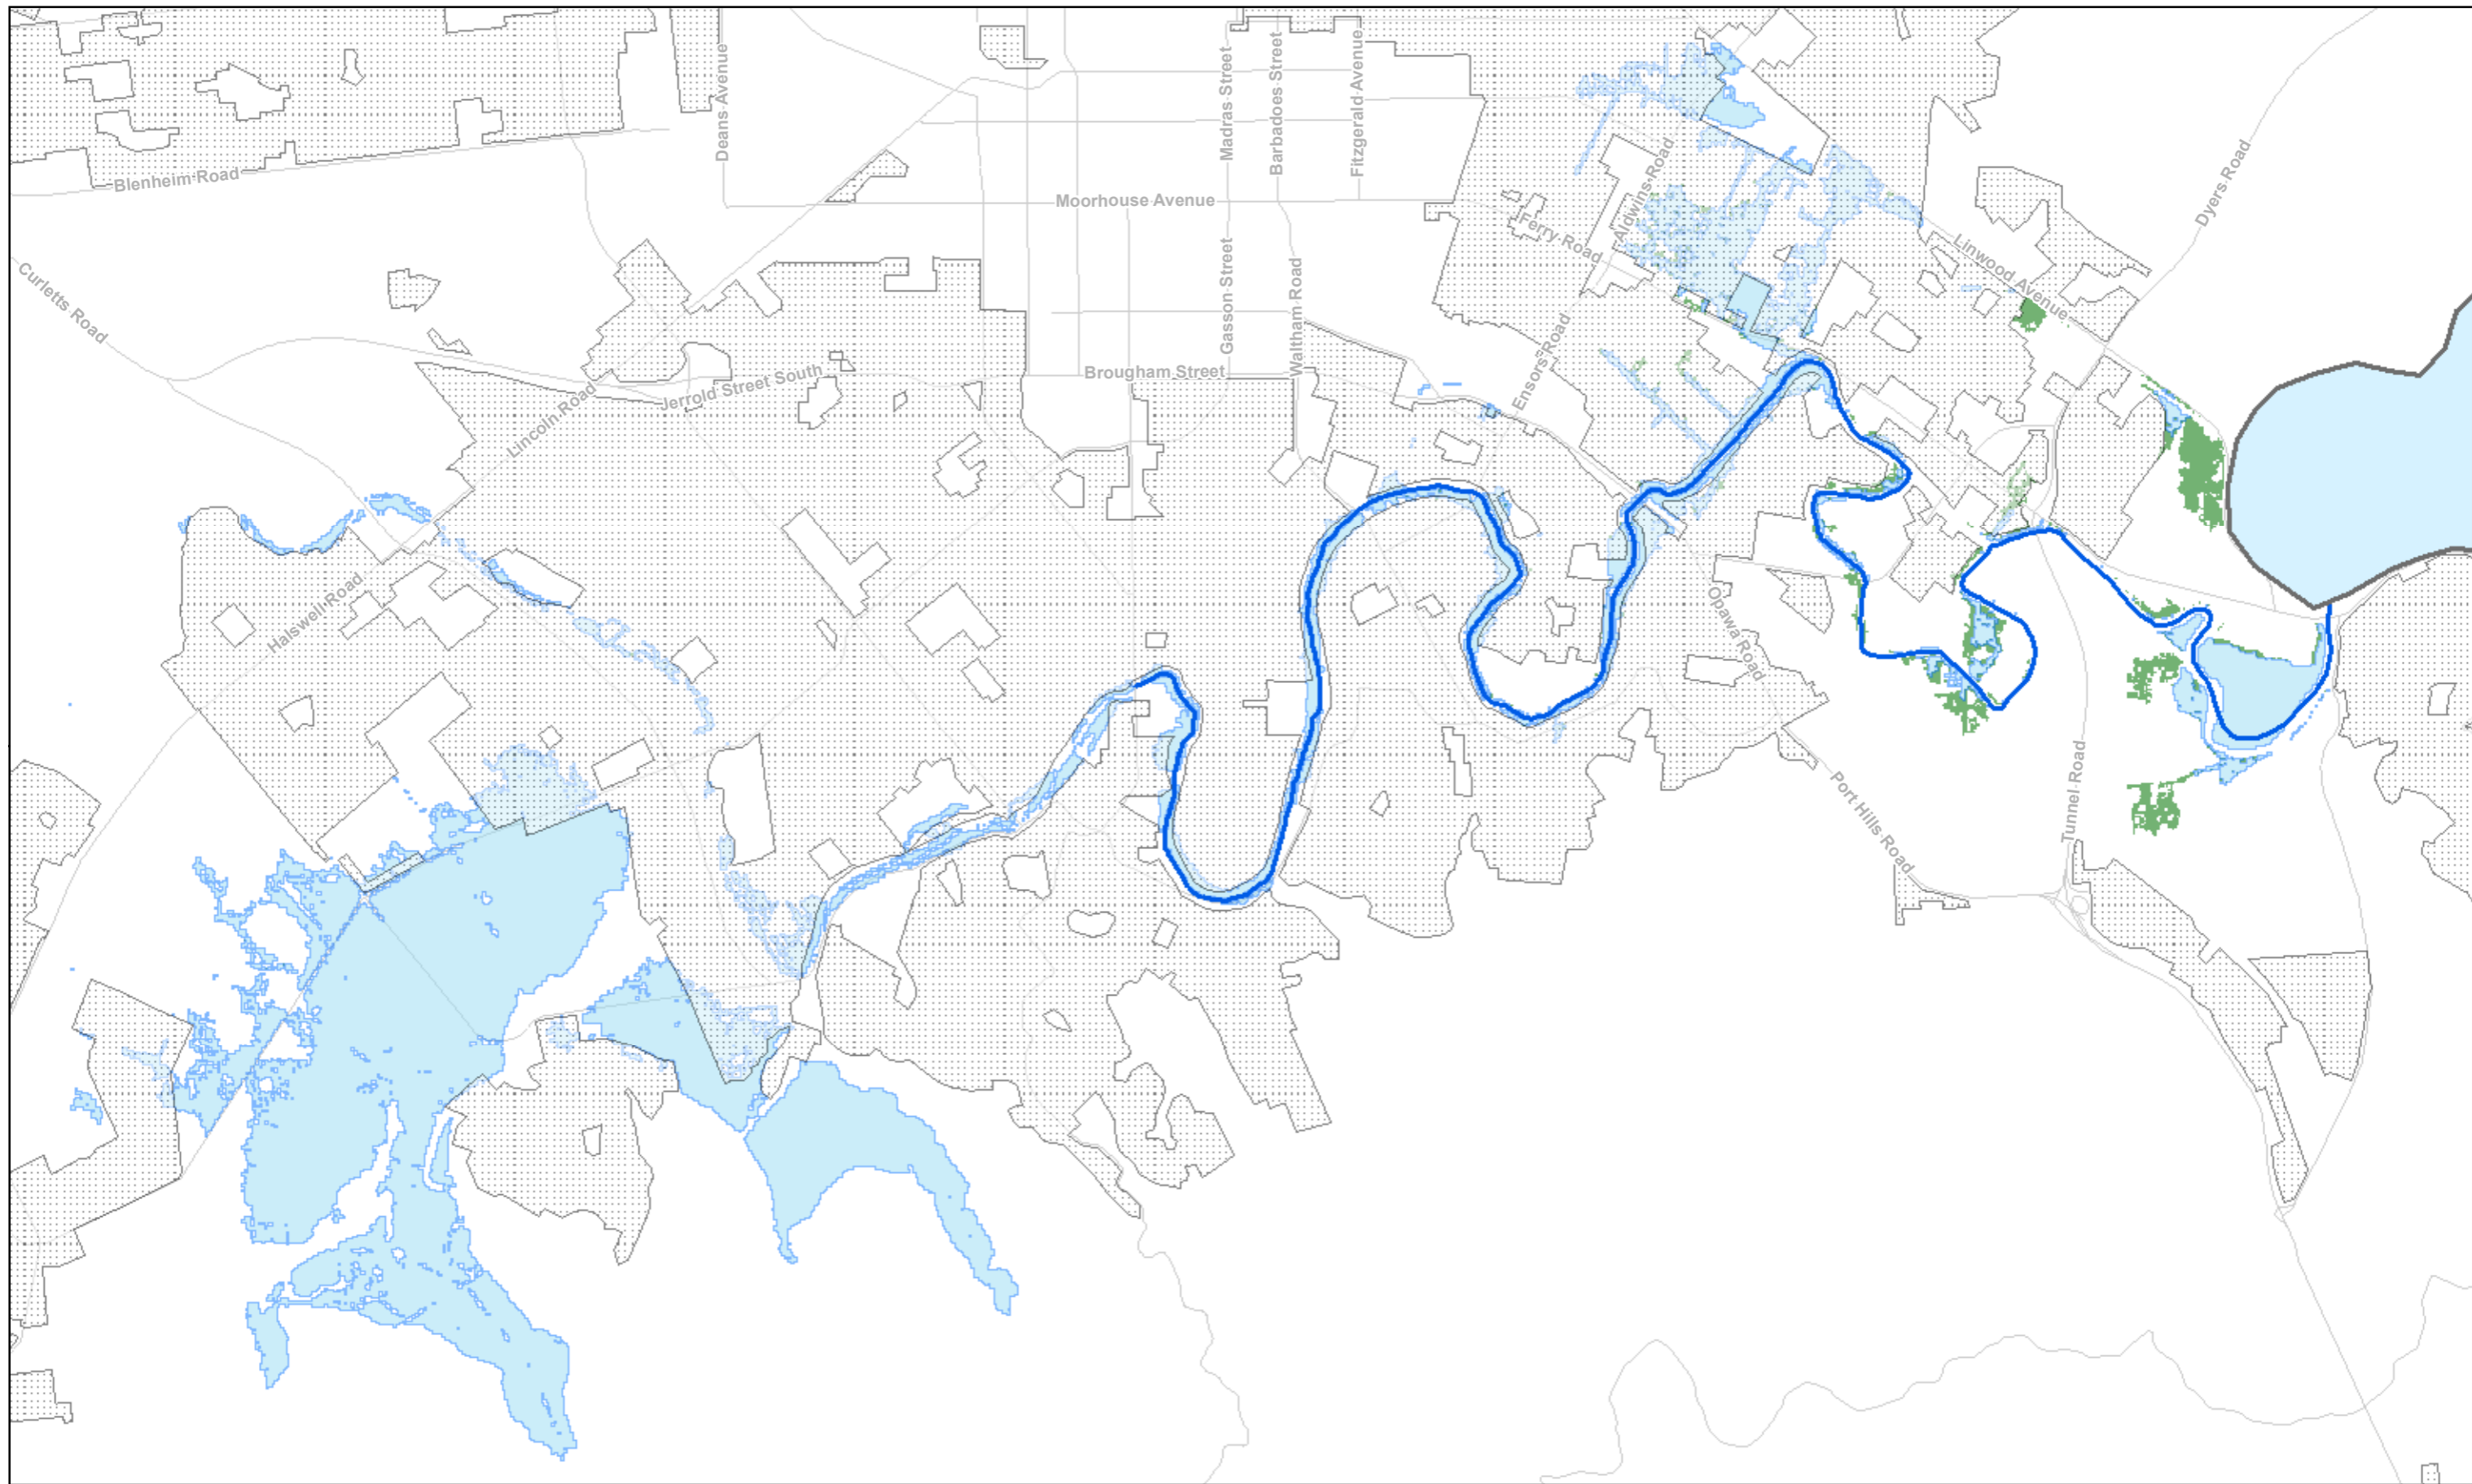 Deans Avenue
Madras Street
Barbadoes Street
Fitzgerald Avenue
Blenheim Road
Moorhouse Avenue
Aldwins Road
Ferry Road
Dyers Road
Linwood Avenue
Curletts Road
Gasson Street
Waltham Road
Ensors Road
Brougham Street
Jerrold Street South
Lincoln Road
Halswell Road
Opawa Road
Port Hills Road
Tunnel Road